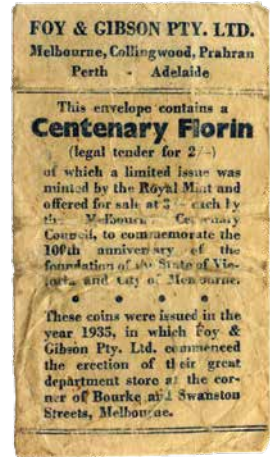 FOY & GIBSON PTY. LTD.
Melbourne, Collingwood, Prahran
Perth - Adelaide
This envelope contains a
Centenary Florin
(legal tender for 2/-)
of which a limited issue was
minted by the Royal Mint and
offered for sale at 3/- each by
the Melbourne Centenary
Council, to commemorate the
100th anniversary of the
foundation of the State of Vic-
toria and City of Melbourne.
These coins were issued in the
year 1935, in which Foy &
Gibson Pty. Ltd. commenced
the erection of their great
department store at the cor-
ner of Bourke and Swanston
Streets, Melbourne.